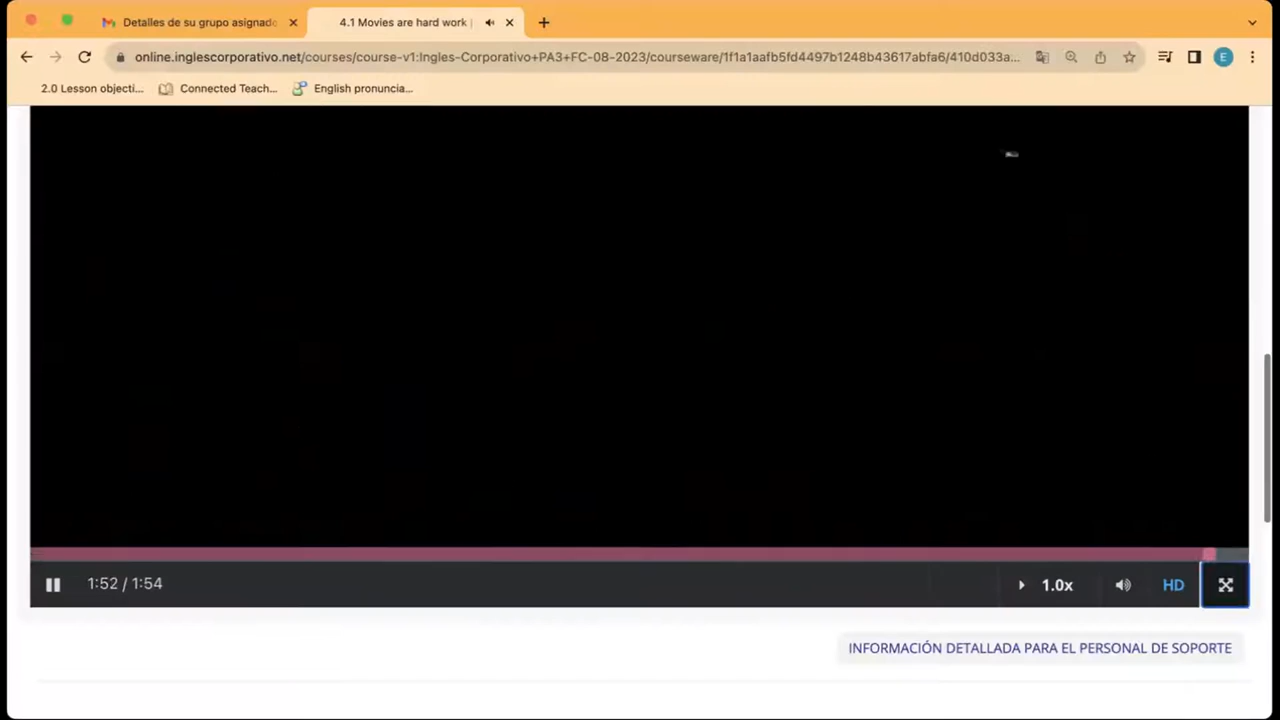 Detalles de su grupo asignado
4.1 Movies are hard work |
online.inglescorporativo.net/courses/course-v1:Ingles-Corporativo+PA3+FC-08-2023/courseware/1f1a1aafb5fd4497b1248b43617abfa6/410d033a...
E
2.0 Lesson objecti...
Connected Teach...
English pronuncia...
1:52 / 1:54
1.0x
HD
INFORMACIÓN DETALLADA PARA EL PERSONAL DE SOPORTE